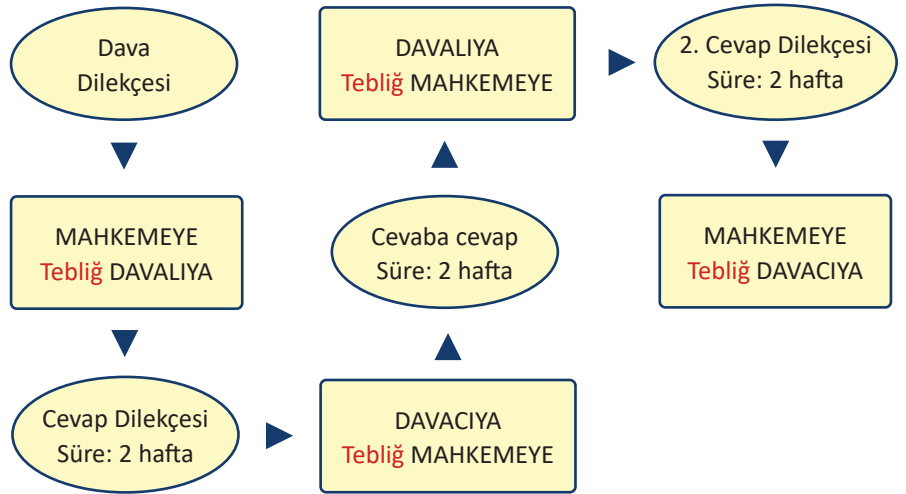 Dava
Dilekçesi
MAHKEMEYE
Tebliğ DAVALIYA
Cevap Dilekçesi
Süre: 2 hafta
DAVACIYA
Tebliğ MAHKEMEYE
Cevaba cevap
Süre: 2 hafta
DAVALIYA
Tebliğ MAHKEMEYE
2. Cevap Dilekçesi
Süre: 2 hafta
MAHKEMEYE
Tebliğ DAVACIYA